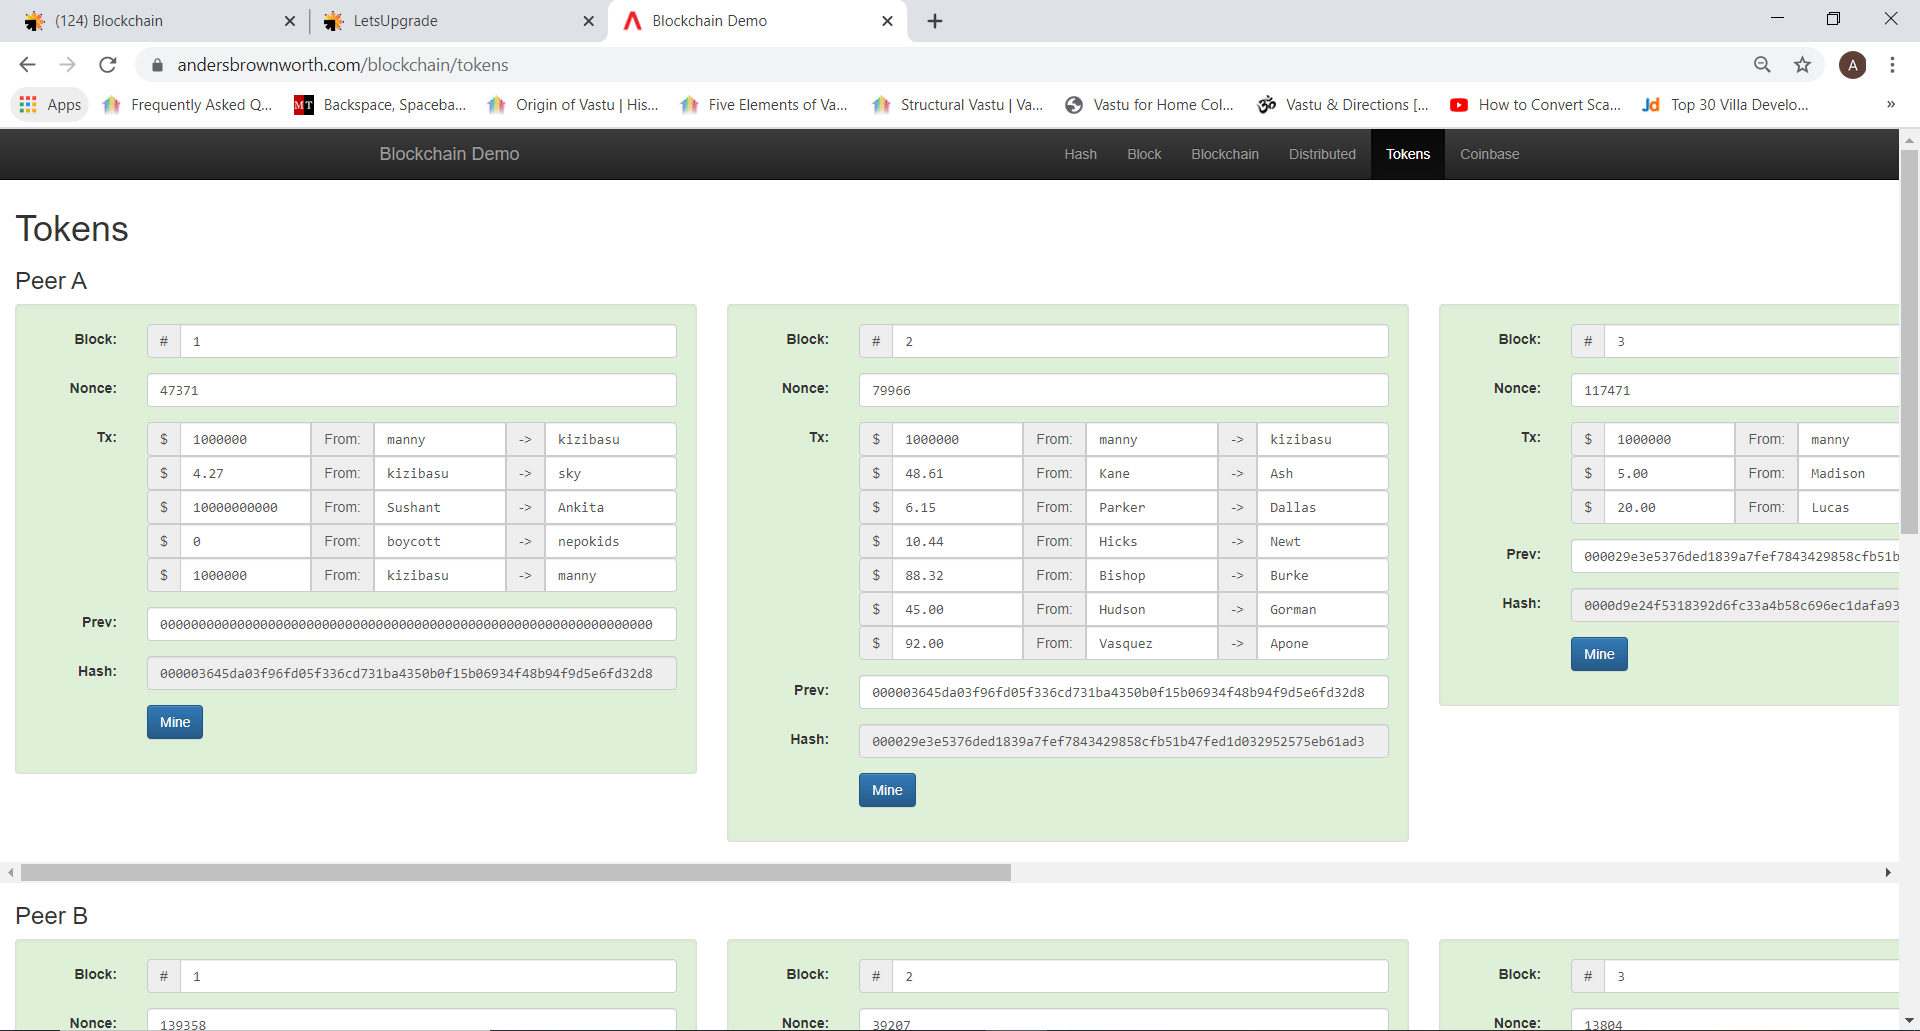 (124) Blockchain
LetsUpgrade
Blockchain Demo
andersbrownworth.com/blockchain/tokens
A
Apps
Frequently Asked Q...
MT
Backspace, Spaceba...
Origin of Vastu | His...
Five Elements of Va...
Structural Vastu | Va...
Vastu for Home Col...
Vastu & Directions [...
How to Convert Sca...
Jd
Top 30 Villa Develo...
»
Blockchain Demo
Hash Block Blockchain Distributed Tokens Coinbase
Tokens
Peer A
Block: # 1
Nonce: 47371
Tx: $ 1000000 From: manny -> kizibasu
$ 4.27 From: kizibasu -> sky
$ 10000000000 From: Sushant -> Ankita
$ 0 From: boycott -> nepokids
$ 1000000 From: kizibasu -> manny
Prev: 0000000000000000000000000000000000000000000000000000000000000000
Hash: 000003645da03f96fd05f336cd731ba4350b0f15b06934f48b94f9d5e6fd32d8
Mine
Block: # 2
Nonce: 79966
Tx: $ 1000000 From: manny -> kizibasu
$ 48.61 From: Kane -> Ash
$ 6.15 From: Parker -> Dallas
$ 10.44 From: Hicks -> Newt
$ 88.32 From: Bishop -> Burke
$ 45.00 From: Hudson -> Gorman
$ 92.00 From: Vasquez -> Apone
Prev: 000003645da03f96fd05f336cd731ba4350b0f15b06934f48b94f9d5e6fd32d8
Hash: 000029e3e5376ded1839a7fef7843429858cfb51b47fed1d032952575eb61ad3
Mine
Block: # 3
Nonce: 117471
Tx: $ 1000000 From: manny
$ 5.00 From: Madison
$ 20.00 From: Lucas
Prev: 000029e3e5376ded1839a7fef7843429858cfb51b
Hash: 0000d9e24f5318392d6fc33a4b58c696ec1dafa93
Mine
Peer B
Block: # 1
Nonce: 139358
Block: # 2
Nonce: 39207
Block: # 3
Nonce: 13804